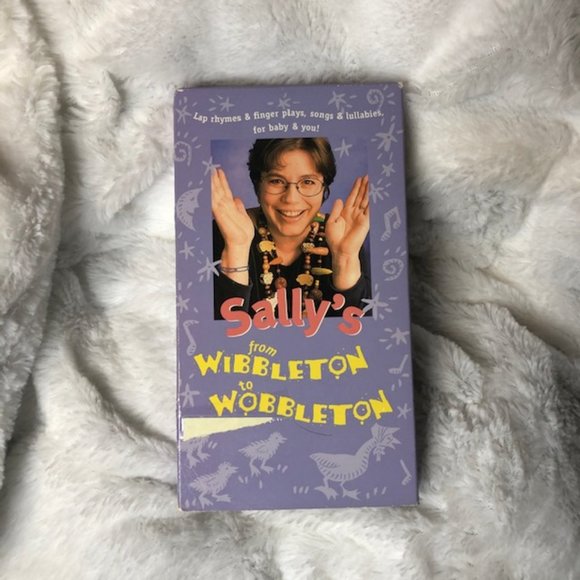 Lap rhymes & finger plays, songs & lullabies,
for baby & you!
Sally's
from
WIBBLETON
to
WOBBLETON